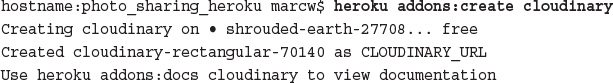 hostname:photo_sharing_heroku marcw$ heroku addons:create cloudinary
Creating cloudinary on • shrouded-earth-27708... free
Created cloudinary-rectangular-70140 as CLOUDINARY_URL
Use heroku addons:docs cloudinary to view documentation